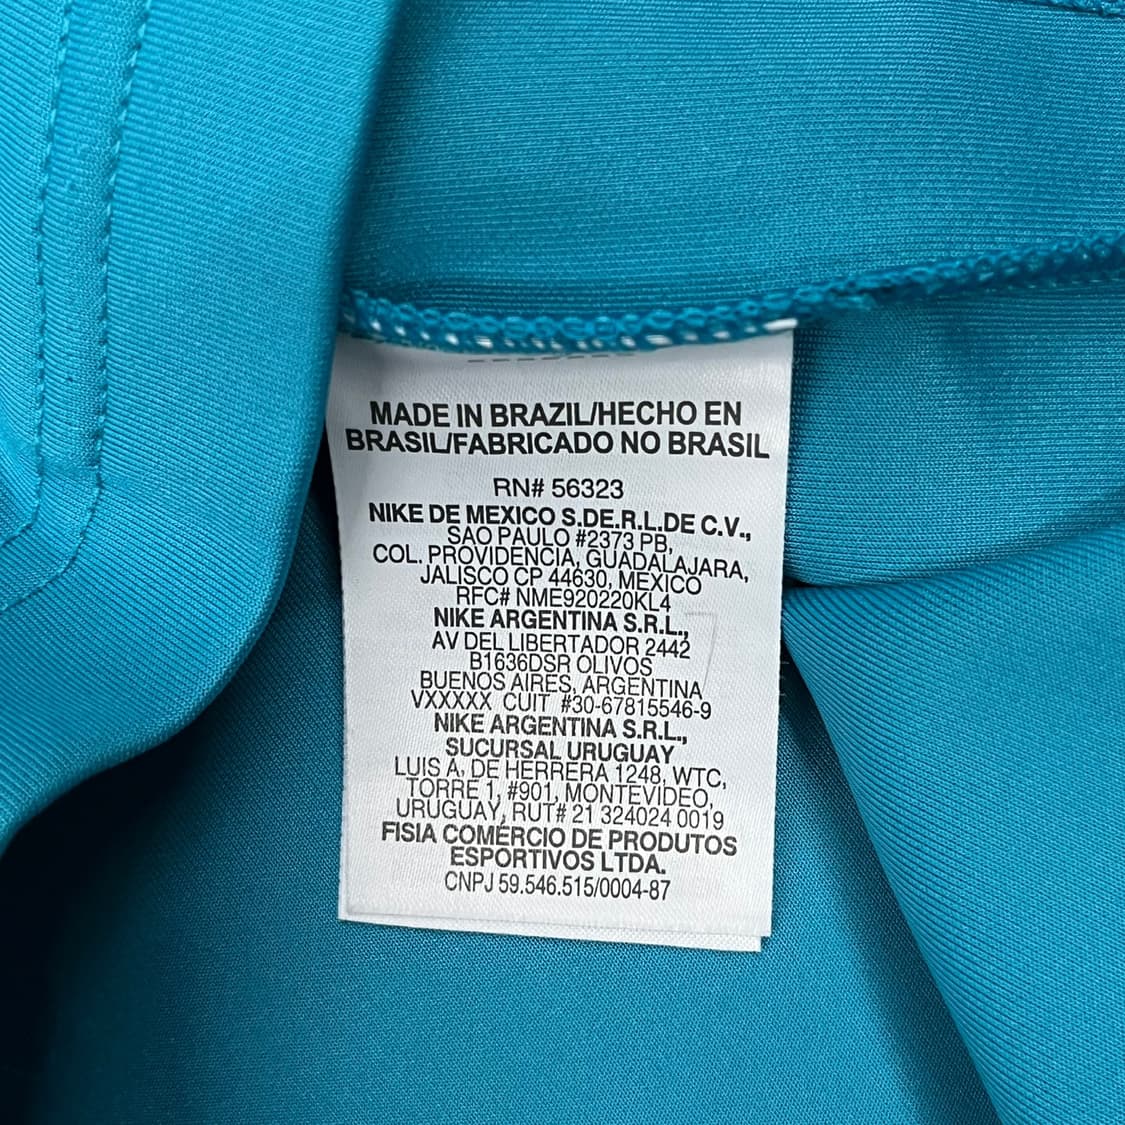 MADE IN BRAZIL/HECHO EN
BRASIL/FABRICADO NO BRASIL
RN# 56323
NIKE DE MEXICO S.DE.R.L.DE C.V.,
SAO PAULO #2373 PB,
COL. PROVIDENCIA, GUADALAJARA,
JALISCO CP 44630, MEXICO
RFC# NME920220KL4
NIKE ARGENTINA S.R.L.,
AV DEL LIBERTADOR 2442
B1636DSR OLIVOS
BUENOS AIRES, ARGENTINA
VXXXXX CUIT #30-67815546-9
NIKE ARGENTINA S.R.L.,
SUCURSAL URUGUAY
LUIS A. DE HERRERA 1248, WTC,
TORRE 1, #901, MONTEVIDEO,
URUGUAY, RUT# 21 324024 0019
FISIA COMÉRCIO DE PRODUTOS
ESPORTIVOS LTDA.
CNPJ 59.546.515/0004-87